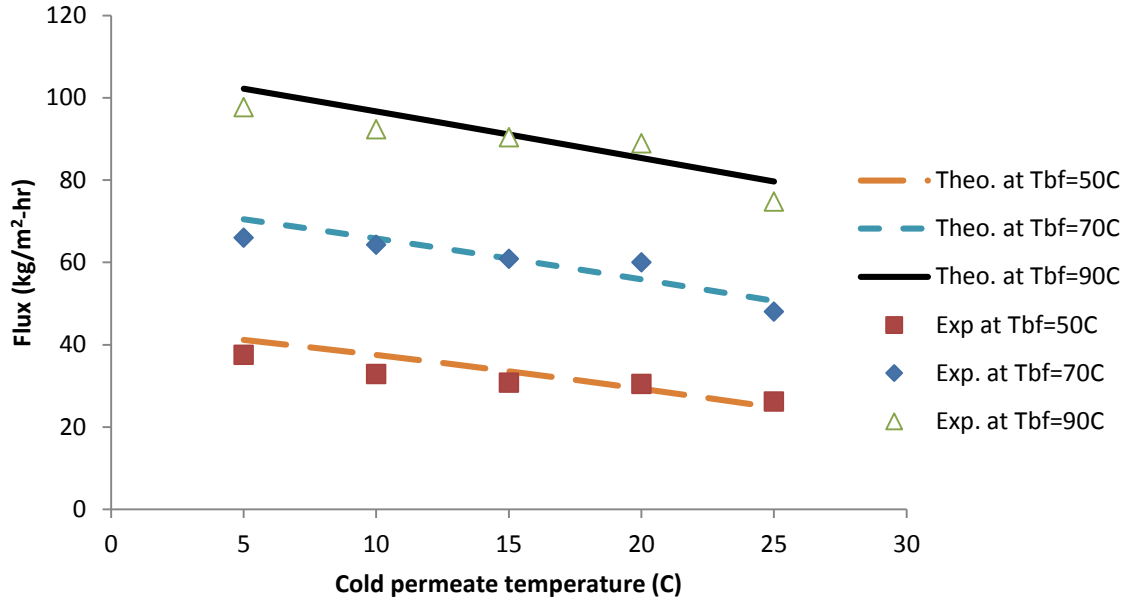 120
100
80
60
40
20
0
0
5
10
15
20
25
30
Flux (kg/m²-hr)
Cold permeate temperature (C)
Theo. at Tbf=50C
Theo. at Tbf=70C
Theo. at Tbf=90C
Exp at Tbf=50C
Exp. at Tbf=70C
Exp. at Tbf=90C